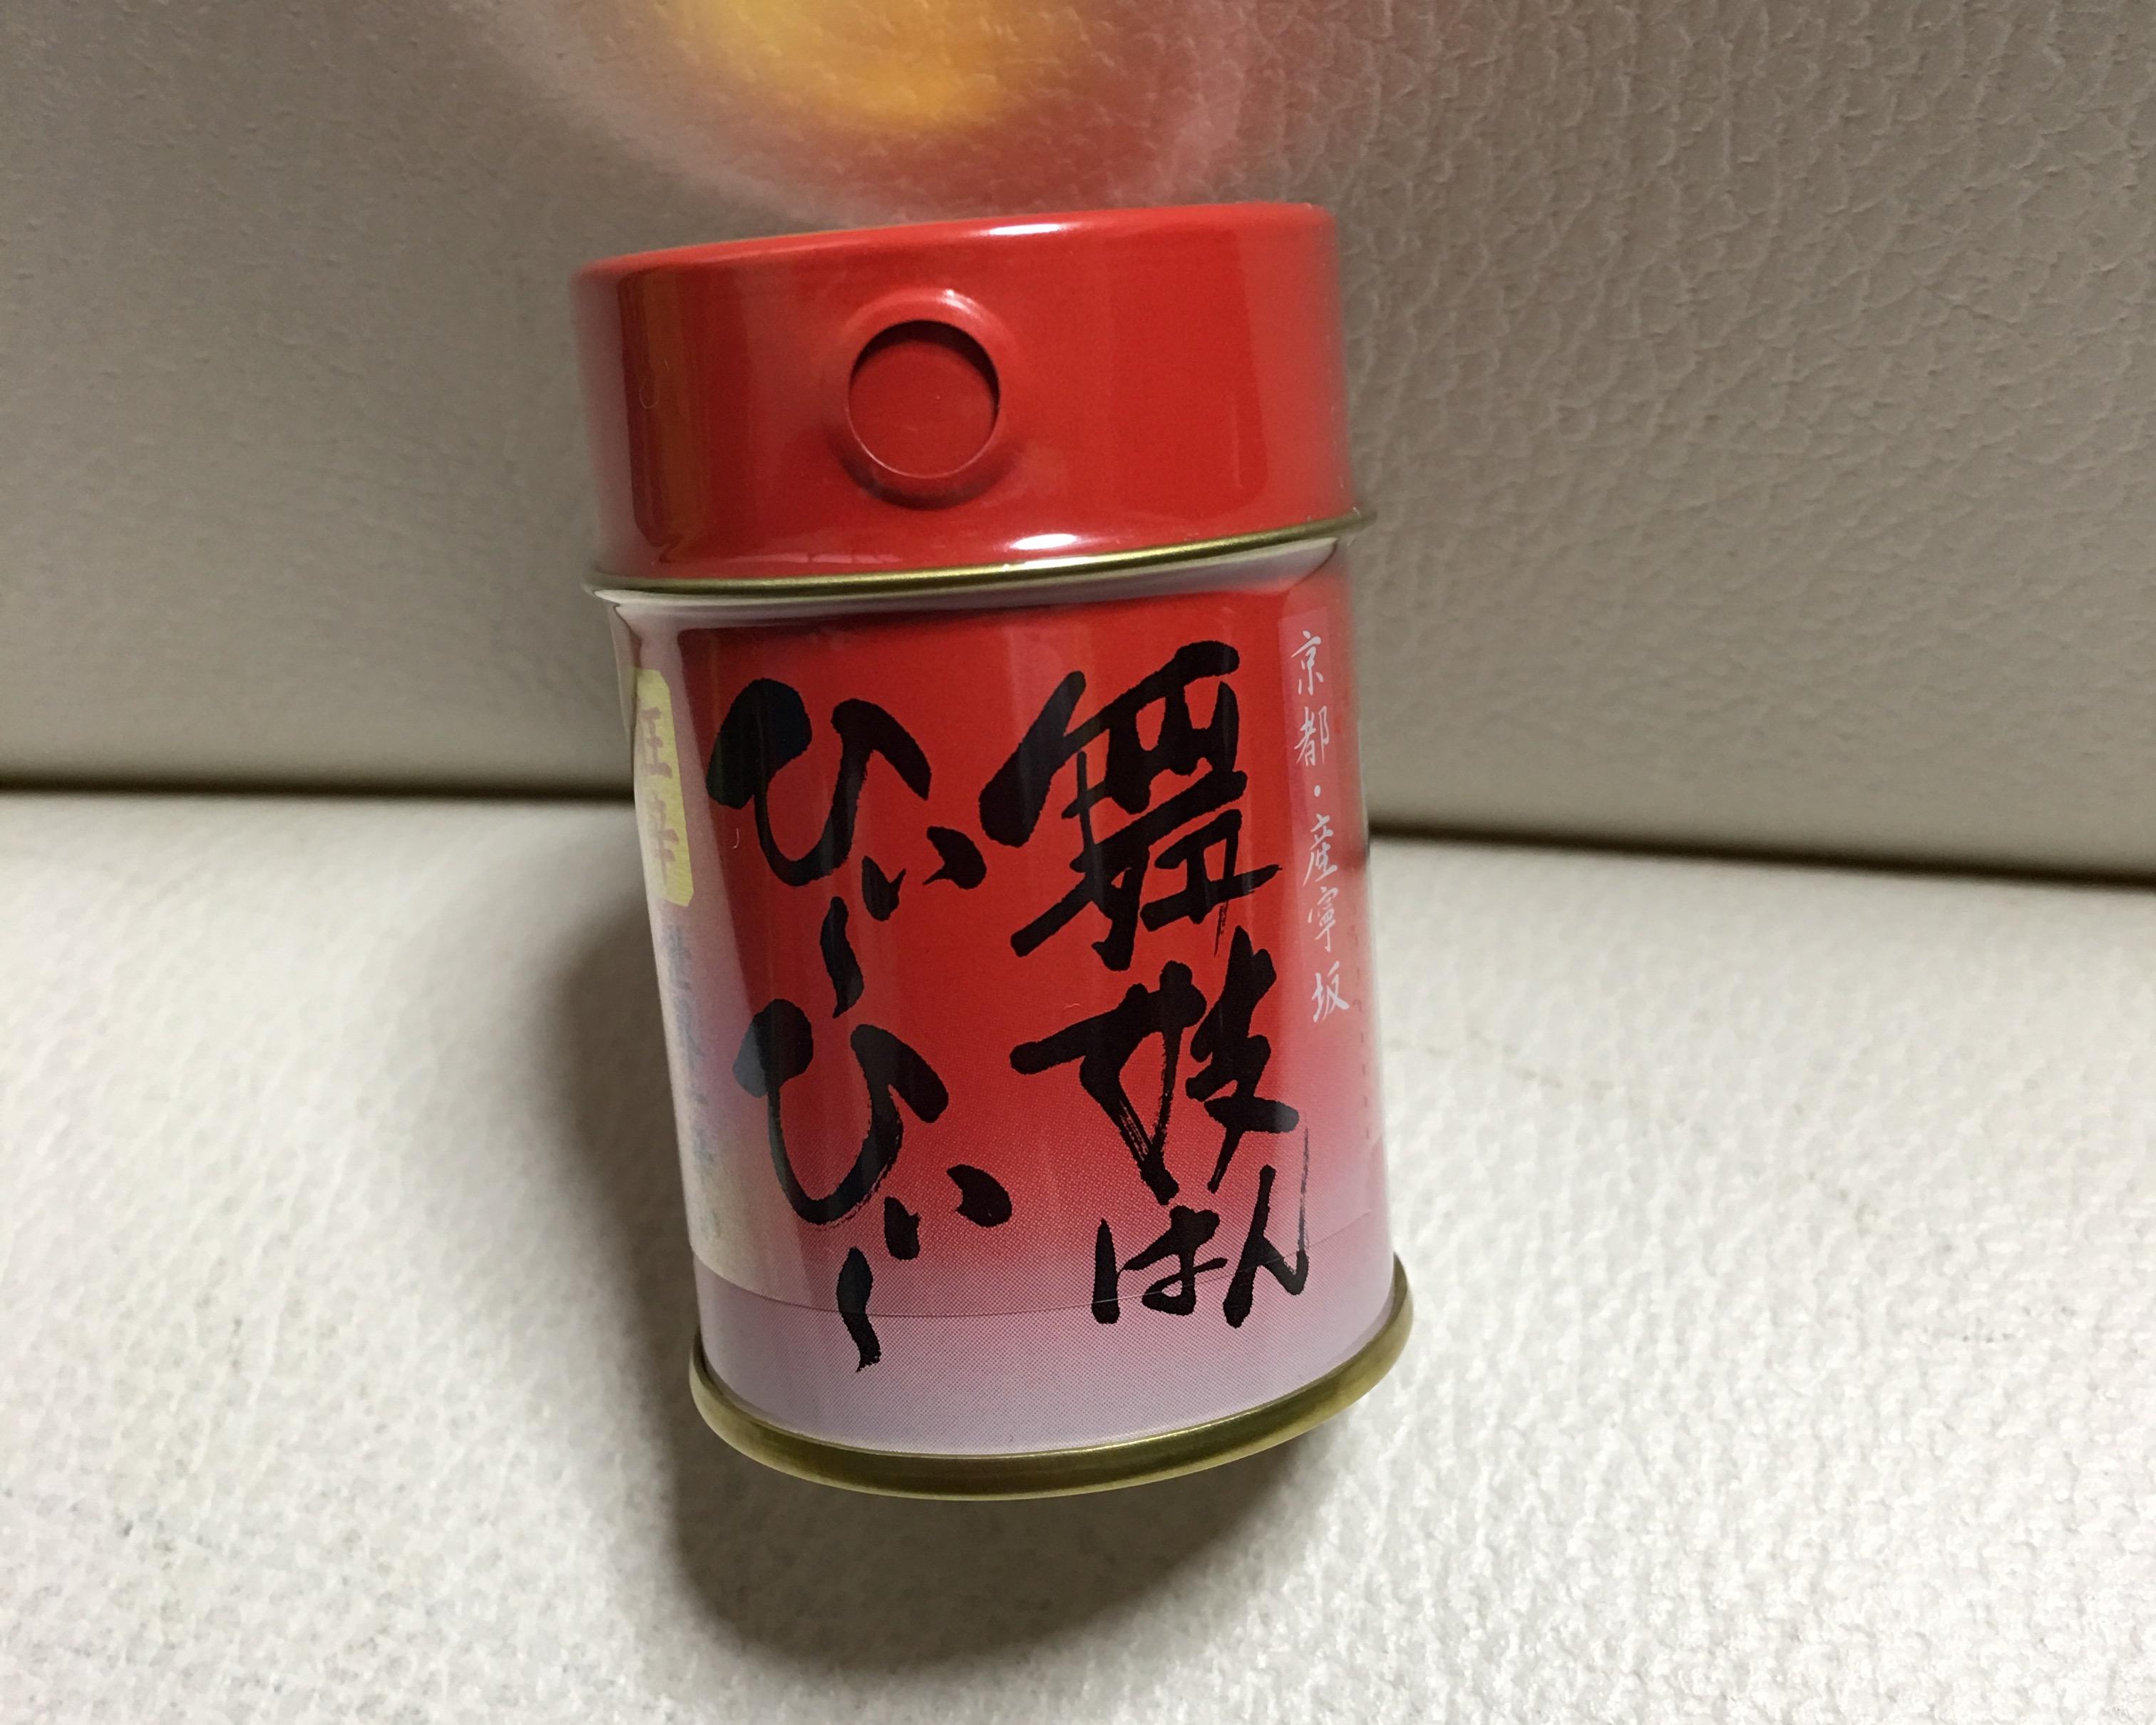 京都・産寧坂
舞妓はん
ひぃ〜ひぃ〜
狂辛